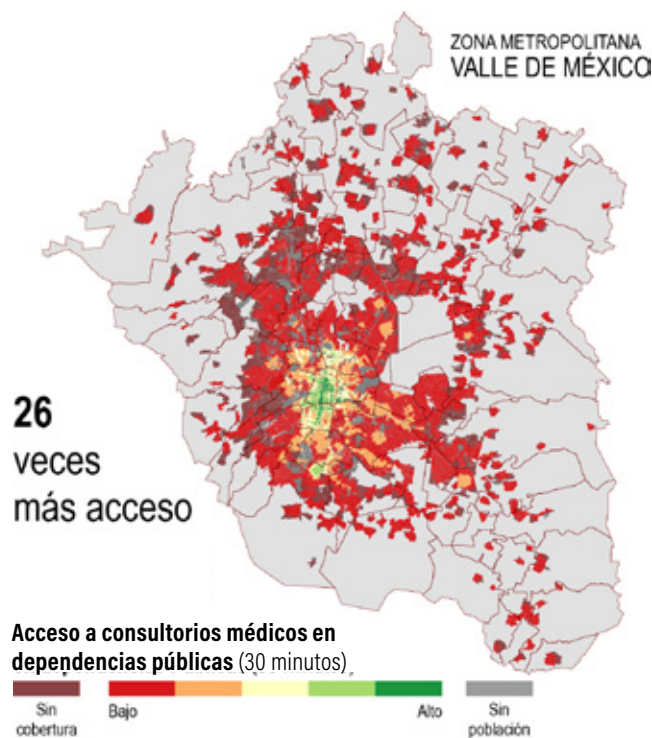 ZONA METROPOLITANA
VALLE DE MÉXICO
26
veces
más acceso
Acceso a consultorios médicos en
dependencias públicas (30 minutos)
Sin
cobertura
Bajo
Alto
Sin
población